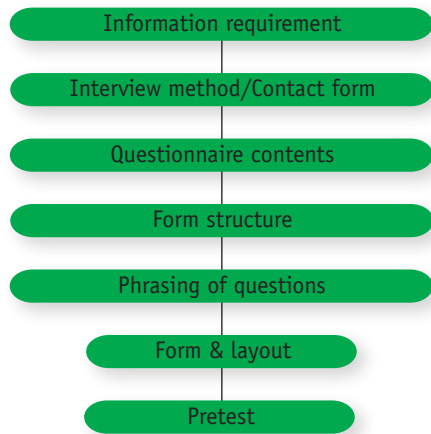 Information requirement
Interview method/Contact form
Questionnaire contents
Form structure
Phrasing of questions
Form & layout
Pretest